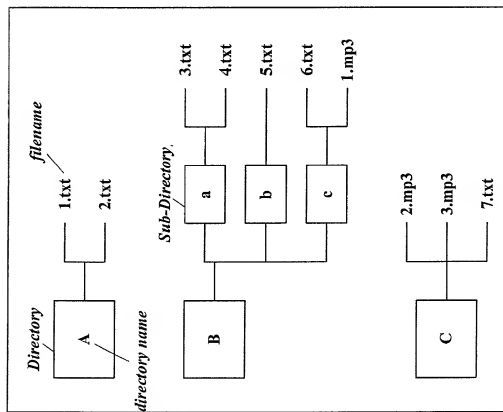 Directory
A
directory name
filename
1.txt
2.txt
B
Sub-Directory
a
3.txt
4.txt
b
5.txt
c
6.txt
1.mp3
C
2.mp3
3.mp3
7.txt